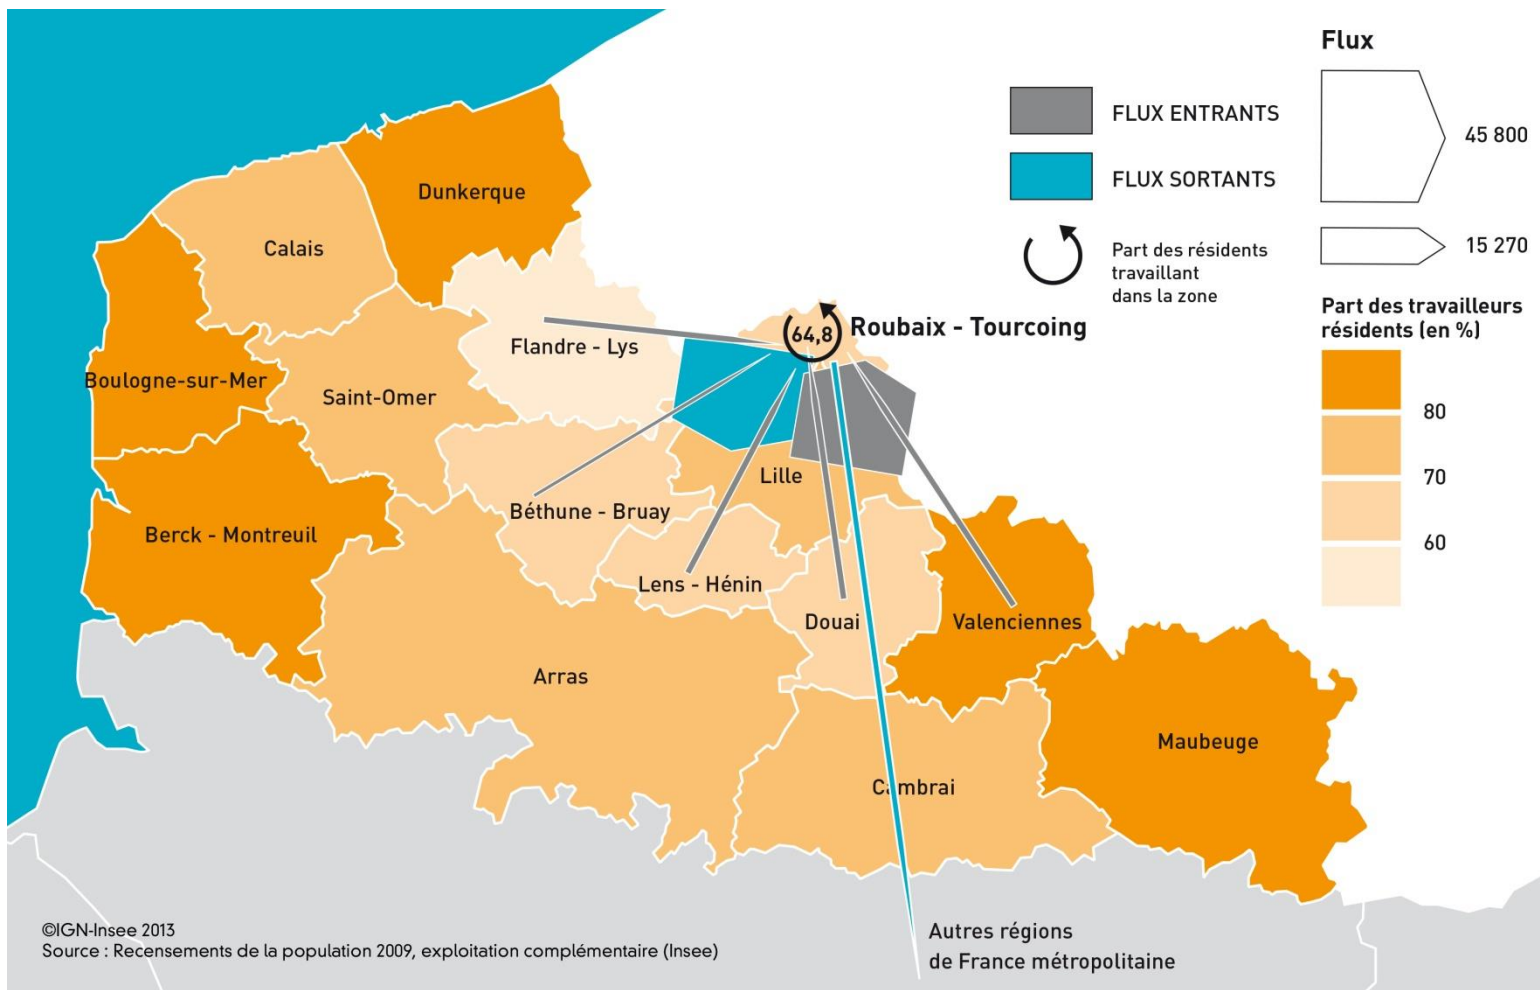 Flux
45 800
15 270
FLUX ENTRANTS
FLUX SORTANTS
Part des résidents
travaillant
dans la zone
Part des travailleurs
résidents (en %)
80
70
60
Dunkerque
Calais
64,8
Roubaix - Tourcoing
Flandre - Lys
Boulogne-sur-Mer
Saint-Omer
Lille
Béthune - Bruay
Berck - Montreuil
Lens - Hénin
Douai
Valenciennes
Arras
Maubeuge
Cambrai
Autres régions
de France métropolitaine
©IGN-Insee 2013
Source : Recensements de la population 2009, exploitation complémentaire (Insee)